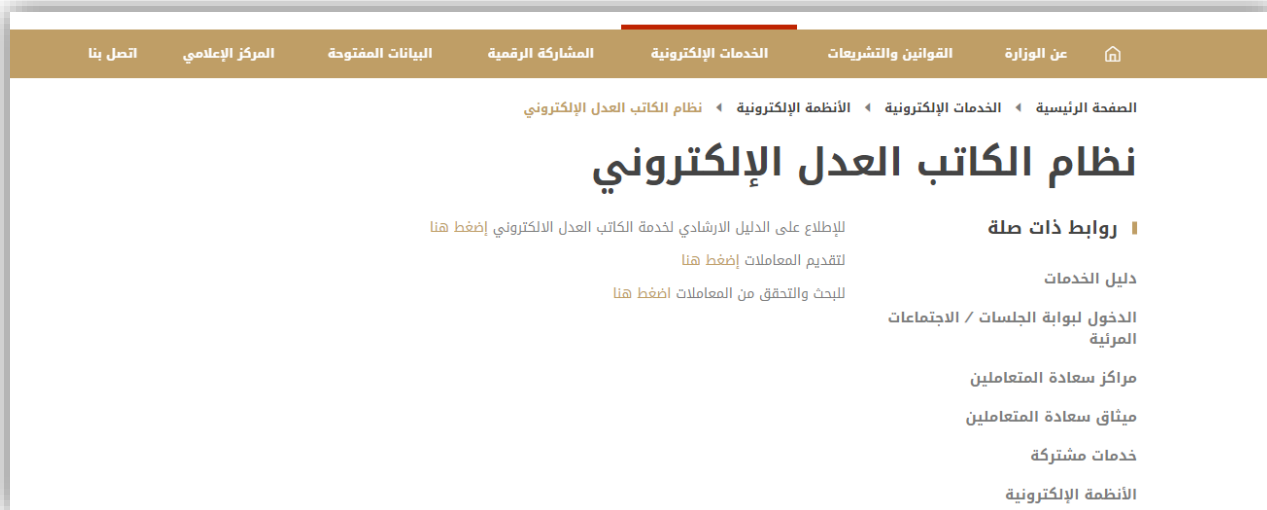 عن الوزارة
القوانين والتشريعات
الخدمات الإلكترونية
المشاركة الرقمية
البيانات المفتوحة
المركز الإعلامي
اتصل بنا
الصفحة الرئيسية
الخدمات الإلكترونية
الأنظمة الإلكترونية
نظام الكاتب العدل الإلكتروني
نظام الكاتب العدل الإلكتروني
روابط ذات صلة
دليل الخدمات
الدخول لبوابة الجلسات / الاجتماعات
المرئية
مراكز سعادة المتعاملين
ميثاق سعادة المتعاملين
خدمات مشتركة
الأنظمة الإلكترونية
للإطلاع على الدليل الارشادي لخدمة الكاتب العدل الالكتروني إضغط هنا
لتقديم المعاملات إضغط هنا
للبحث والتحقق من المعاملات اضغط هنا